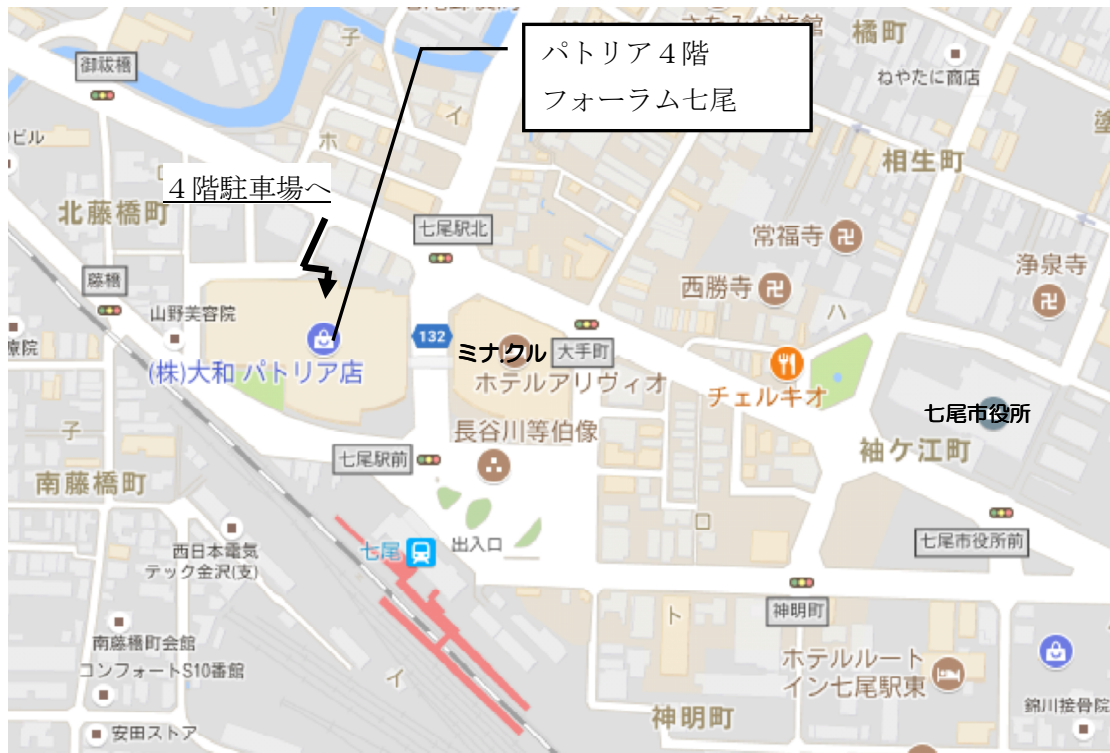 イ
子
橘町
御祓橋
パトリア４階
フォーラム七尾
ねやたに商店
ビル
ホ
イ
相生町
４階駐車場へ
北藤橋町
七尾駅北
常福寺
浄泉寺
藤橋
西勝寺
山野美容院
ハ
療院
132
ミナ.クル
大手町
(株)大和 パトリア店
ホテルアリヴィオ
チェルキオ
七尾市役所
長谷川等伯像
子
七尾駅前
袖ケ江町
南藤橋町
ロ
七尾
出入口
七尾市役所前
西日本電気
テック金沢(支)
神明町
ト
南藤橋町会館
コンフォートS10番館
イ
ホテルルート
イン七尾駅東
神明町
錦川接骨院
安田ストア